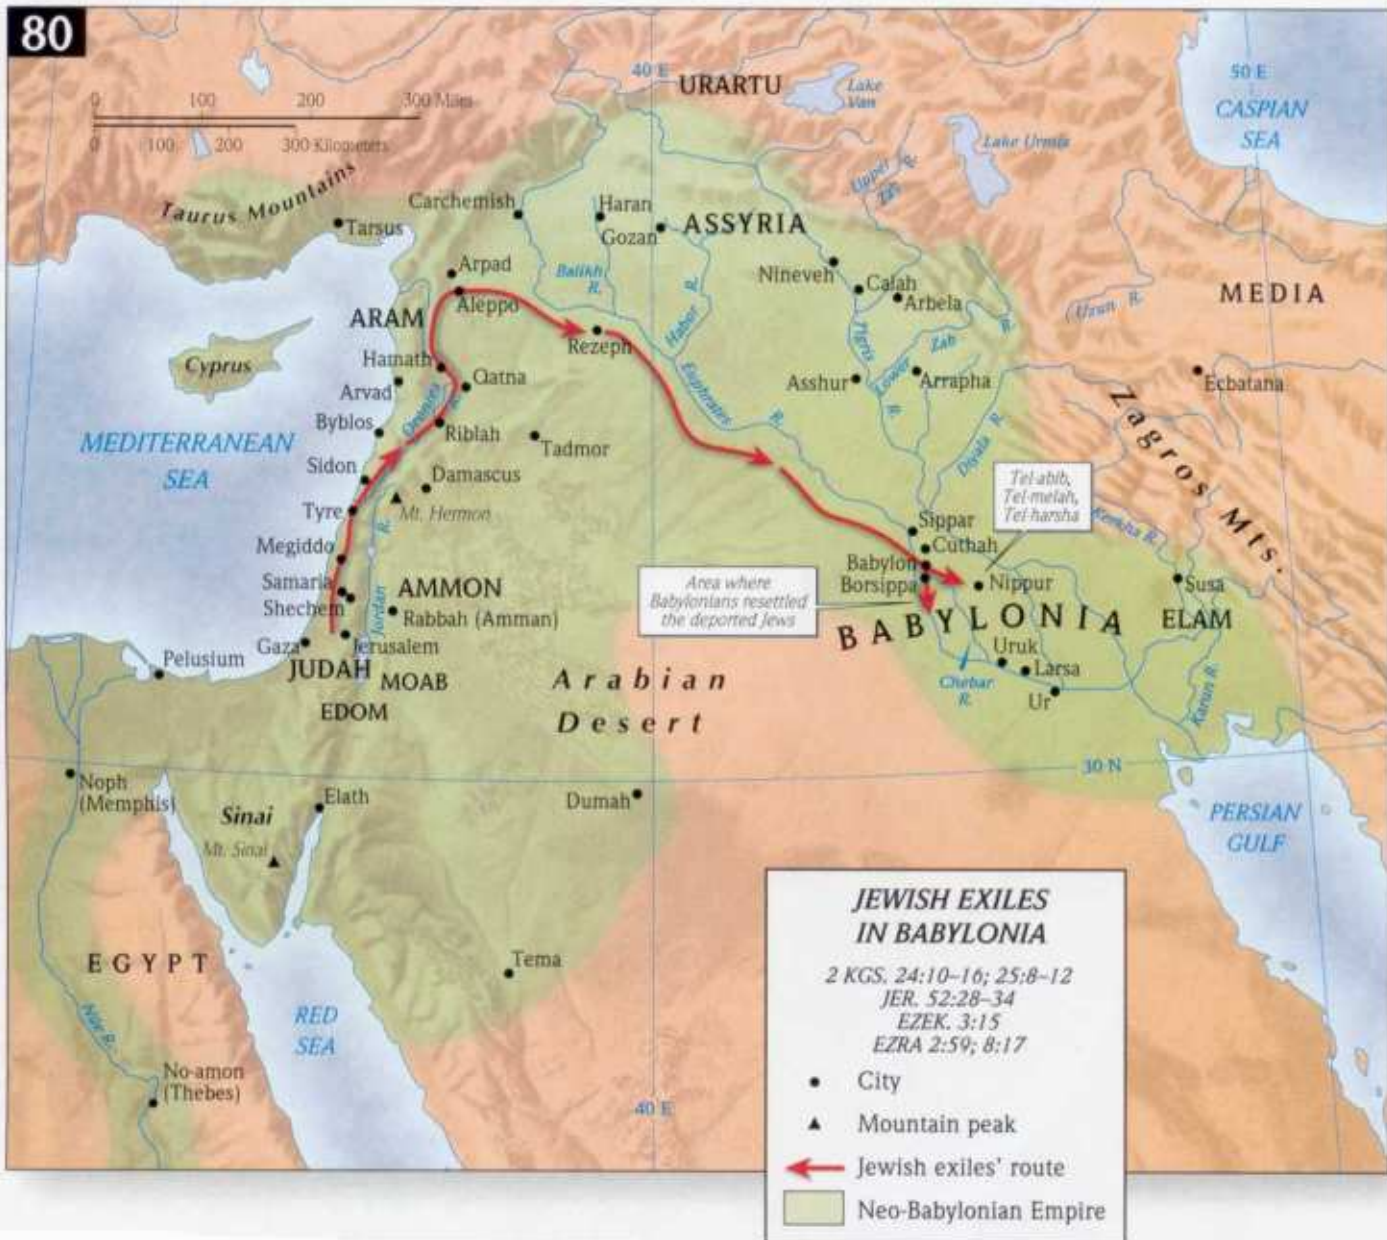 80
40 E
URARTU
Lake
Van
50 E
CASPIAN
SEA
0 100 200 300 Miles
0 100 200 300 Kilometers
Lake Urmia
Upper
Zab R.
Taurus Mountains
Carchemish
Haran
Gozan
ASSYRIA
Tarsus
Nineveh
Arpad
Balikh
R.
Calah
Arbela
MEDIA
Aleppo
Habor R.
Uzun R.
ARAM
Tigris
R.
Lower
Zab
R.
Rezeph
Cyprus
Hamath
Qatna
Asshur
Arrapha
Ecbatana
Arvad
Euphrates R.
Orontes
R.
Byblos
Riblah
Zagros Mts.
MEDITERRANEAN
SEA
Tadmor
Diyala R.
Sidon
Damascus
Tel-abib,
Tel-melah,
Tel-harsha
Tyre
Mt. Hermon
Kerkha R.
Sippar
Megiddo
Cuthah
Babylon
Samaria
AMMON
Area where
Babylonians resettled
the deported Jews
Borsippa
Nippur
Susa
Shechem
Jordan R.
Rabbah (Amman)
BABYLONIA
ELAM
Gaza
Jerusalem
Pelusium
JUDAH
MOAB
Uruk
Larsa
Arabian
Desert
Chebar
R.
Ur
Karun R.
EDOM
30 N
Noph
(Memphis)
Elath
Dumah
Sinai
PERSIAN
GULF
Mt. Sinai
EGYPT
Tema
Nile R.
RED
SEA
No-amon
(Thebes)
40 E
JEWISH EXILES
IN BABYLONIA
2 KGS. 24:10–16; 25:8–12
JER. 52:28–34
EZEK. 3:15
EZRA 2:59; 8:17
City
Mountain peak
Jewish exiles' route
Neo-Babylonian Empire